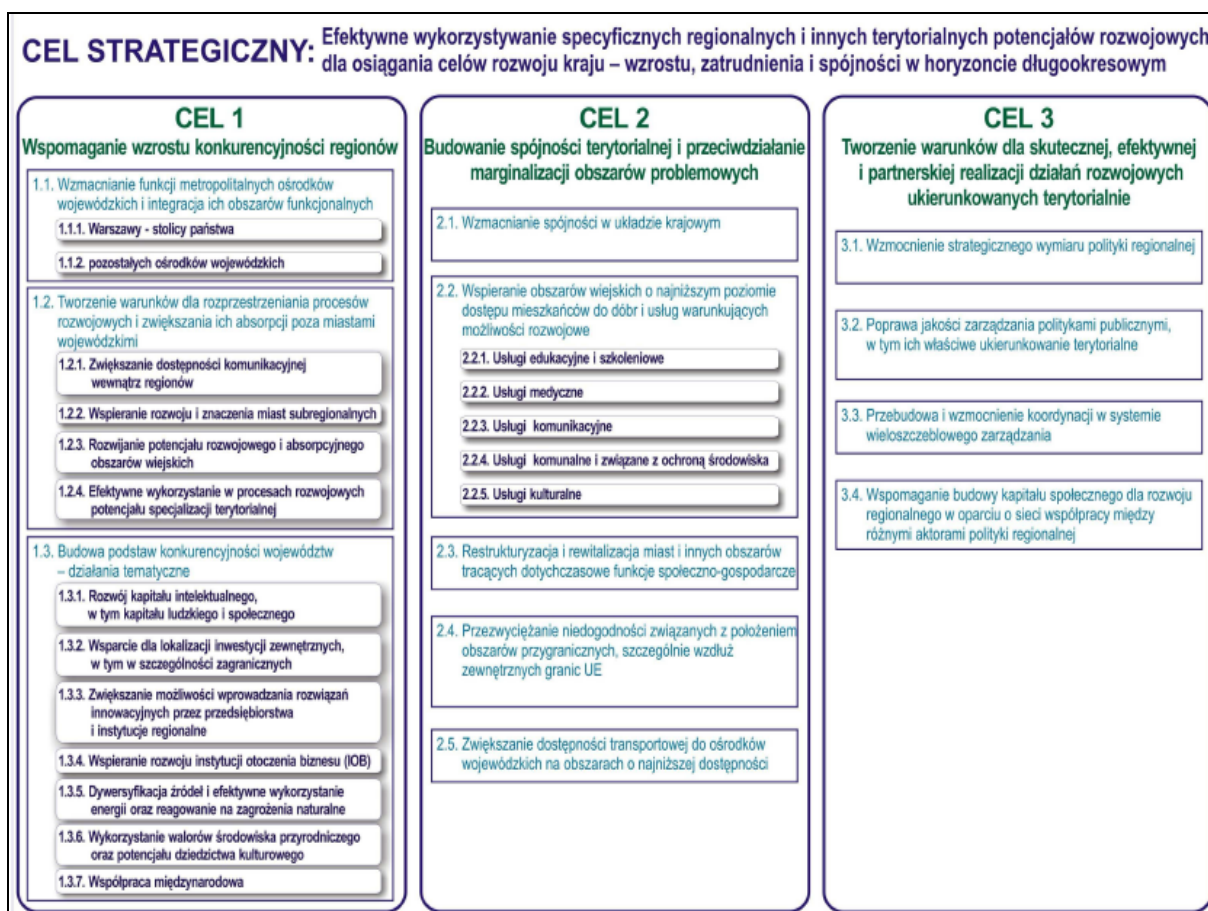 CEL STRATEGICZNY: Efektywne wykorzystywanie specyficznych regionalnych i innych terytorialnych potencjałów rozwojowych
dla osiągania celów rozwoju kraju – wzrostu, zatrudnienia i spójności w horyzoncie długookresowym
CEL 1
Wspomaganie wzrostu konkurencyjności regionów
1.1. Wzmacnianie funkcji metropolitalnych ośrodków
wojewódzkich i integracja ich obszarów funkcjonalnych
1.1.1. Warszawy - stolicy państwa
1.1.2. pozostałych ośrodków wojewódzkich
1.2. Tworzenie warunków dla rozprzestrzeniania procesów
rozwojowych i zwiększania ich absorpcji poza miastami
wojewódzkimi
1.2.1. Zwiększanie dostępności komunikacyjnej
wewnątrz regionów
1.2.2. Wspieranie rozwoju i znaczenia miast subregionalnych
1.2.3. Rozwijanie potencjału rozwojowego i absorpcyjnego
obszarów wiejskich
1.2.4. Efektywne wykorzystanie w procesach rozwojowych
potencjału specjalizacji terytorialnej
1.3. Budowa podstaw konkurencyjności województw
– działania tematyczne
1.3.1. Rozwój kapitału intelektualnego,
w tym kapitału ludzkiego i społecznego
1.3.2. Wsparcie dla lokalizacji inwestycji zewnętrznych,
w tym w szczególności zagranicznych
1.3.3. Zwiększanie możliwości wprowadzania rozwiązań
innowacyjnych przez przedsiębiorstwa
i instytucje regionalne
1.3.4. Wspieranie rozwoju instytucji otoczenia biznesu (IOB)
1.3.5. Dywersyfikacja źródeł i efektywne wykorzystanie
energii oraz reagowanie na zagrożenia naturalne
1.3.6. Wykorzystanie walorów środowiska przyrodniczego
oraz potencjału dziedzictwa kulturowego
1.3.7. Współpraca międzynarodowa
CEL 2
Budowanie spójności terytorialnej i przeciwdziałanie
marginalizacji obszarów problemowych
2.1. Wzmacnianie spójności w układzie krajowym
2.2. Wspieranie obszarów wiejskich o najniższym poziomie
dostępu mieszkańców do dóbr i usług warunkujących
możliwości rozwojowe
2.2.1. Usługi edukacyjne i szkoleniowe
2.2.2. Usługi medyczne
2.2.3. Usługi komunikacyjne
2.2.4. Usługi komunalne i związane z ochroną środowiska
2.2.5. Usługi kulturalne
2.3. Restrukturyzacja i rewitalizacja miast i innych obszarów
tracących dotychczasowe funkcje społeczno-gospodarcze
2.4. Przezwyciężanie niedogodności związanych z położeniem
obszarów przygranicznych, szczególnie wzdłuż
zewnętrznych granic UE
2.5. Zwiększanie dostępności transportowej do ośrodków
wojewódzkich na obszarach o najniższej dostępności
CEL 3
Tworzenie warunków dla skutecznej, efektywnej
i partnerskiej realizacji działań rozwojowych
ukierunkowanych terytorialnie
3.1. Wzmocnienie strategicznego wymiaru polityki regionalnej
3.2. Poprawa jakości zarządzania politykami publicznymi,
w tym ich właściwe ukierunkowanie terytorialne
3.3. Przebudowa i wzmocnienie koordynacji w systemie
wieloszczeblowego zarządzania
3.4. Wspomaganie budowy kapitału społecznego dla rozwoju
regionalnego w oparciu o sieci współpracy między
różnymi aktorami polityki regionalnej